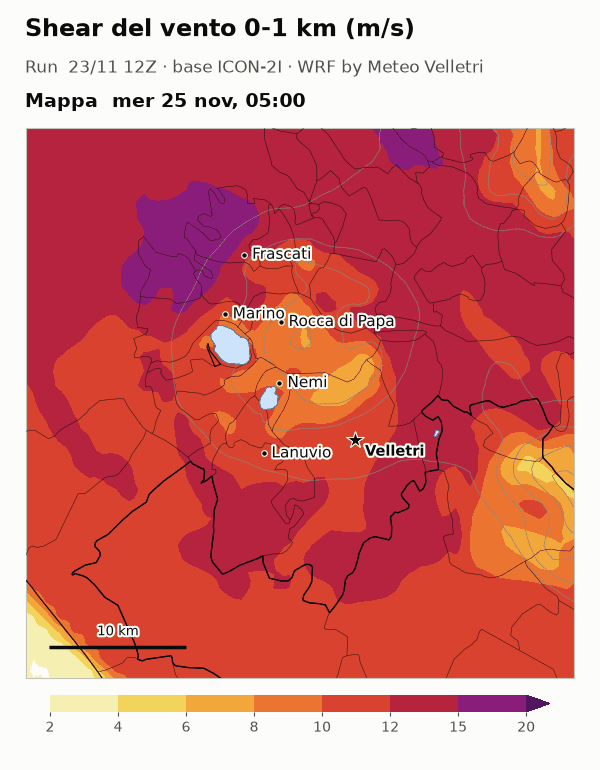 Shear del vento 0-1 km (m/s)
Run  23/11 12Z · base ICON-2I · WRF by Meteo Velletri
Mappa  mer 25 nov, 05:00
Frascati
Marino
Rocca di Papa
Nemi
Velletri
Lanuvio
10 km
2 4 6 8 10 12 15 20